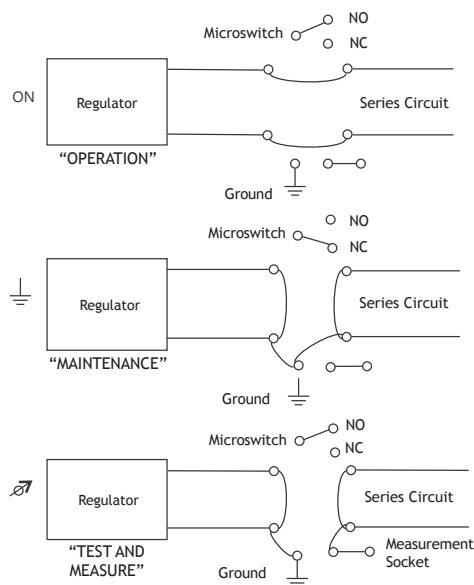 NO
Microswitch
NC
ON
Regulator
Series Circuit
“OPERATION”
Ground
NO
Microswitch
NC
Regulator
Series Circuit
“MAINTENANCE”
Ground
NO
Microswitch
NC
Regulator
Series Circuit
“TEST AND
MEASURE”
Measurement
Socket
Ground